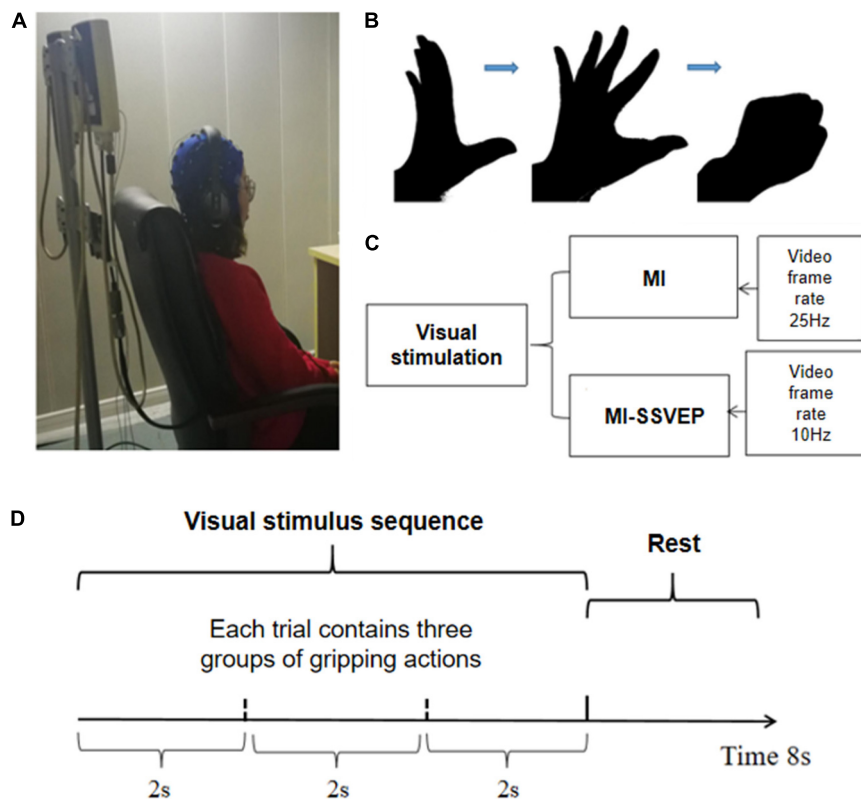 A
B
C
Visual
stimulation
MI
Video
frame
rate
25Hz
MI-SSVEP
Video
frame
rate
10Hz
D
Visual stimulus sequence
Rest
Each trial contains three
groups of gripping actions
2s
2s
2s
Time 8s